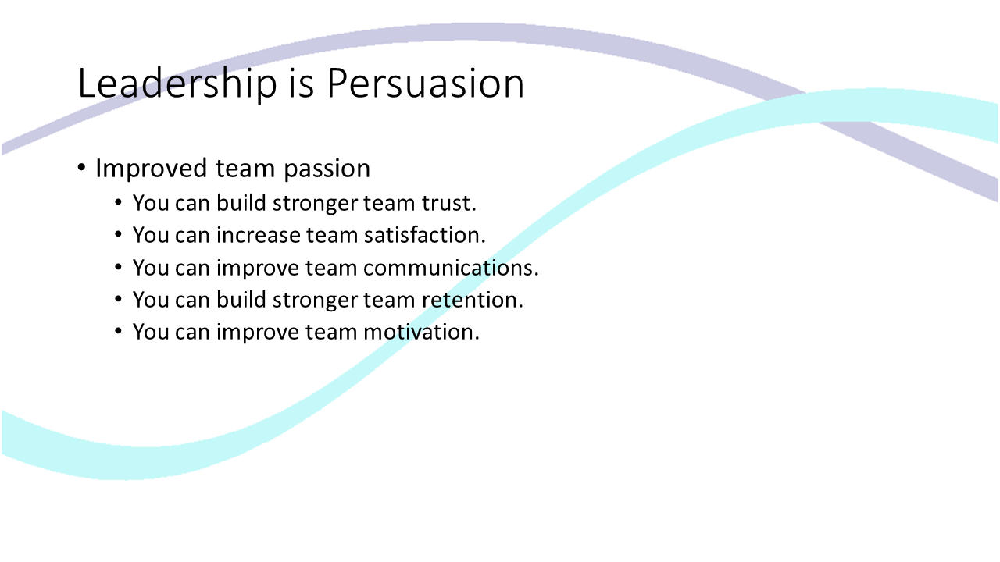 Leadership is Persuasion
• Improved team passion
• You can build stronger team trust.
• You can increase team satisfaction.
• You can improve team communications.
• You can build stronger team retention.
• You can improve team motivation.